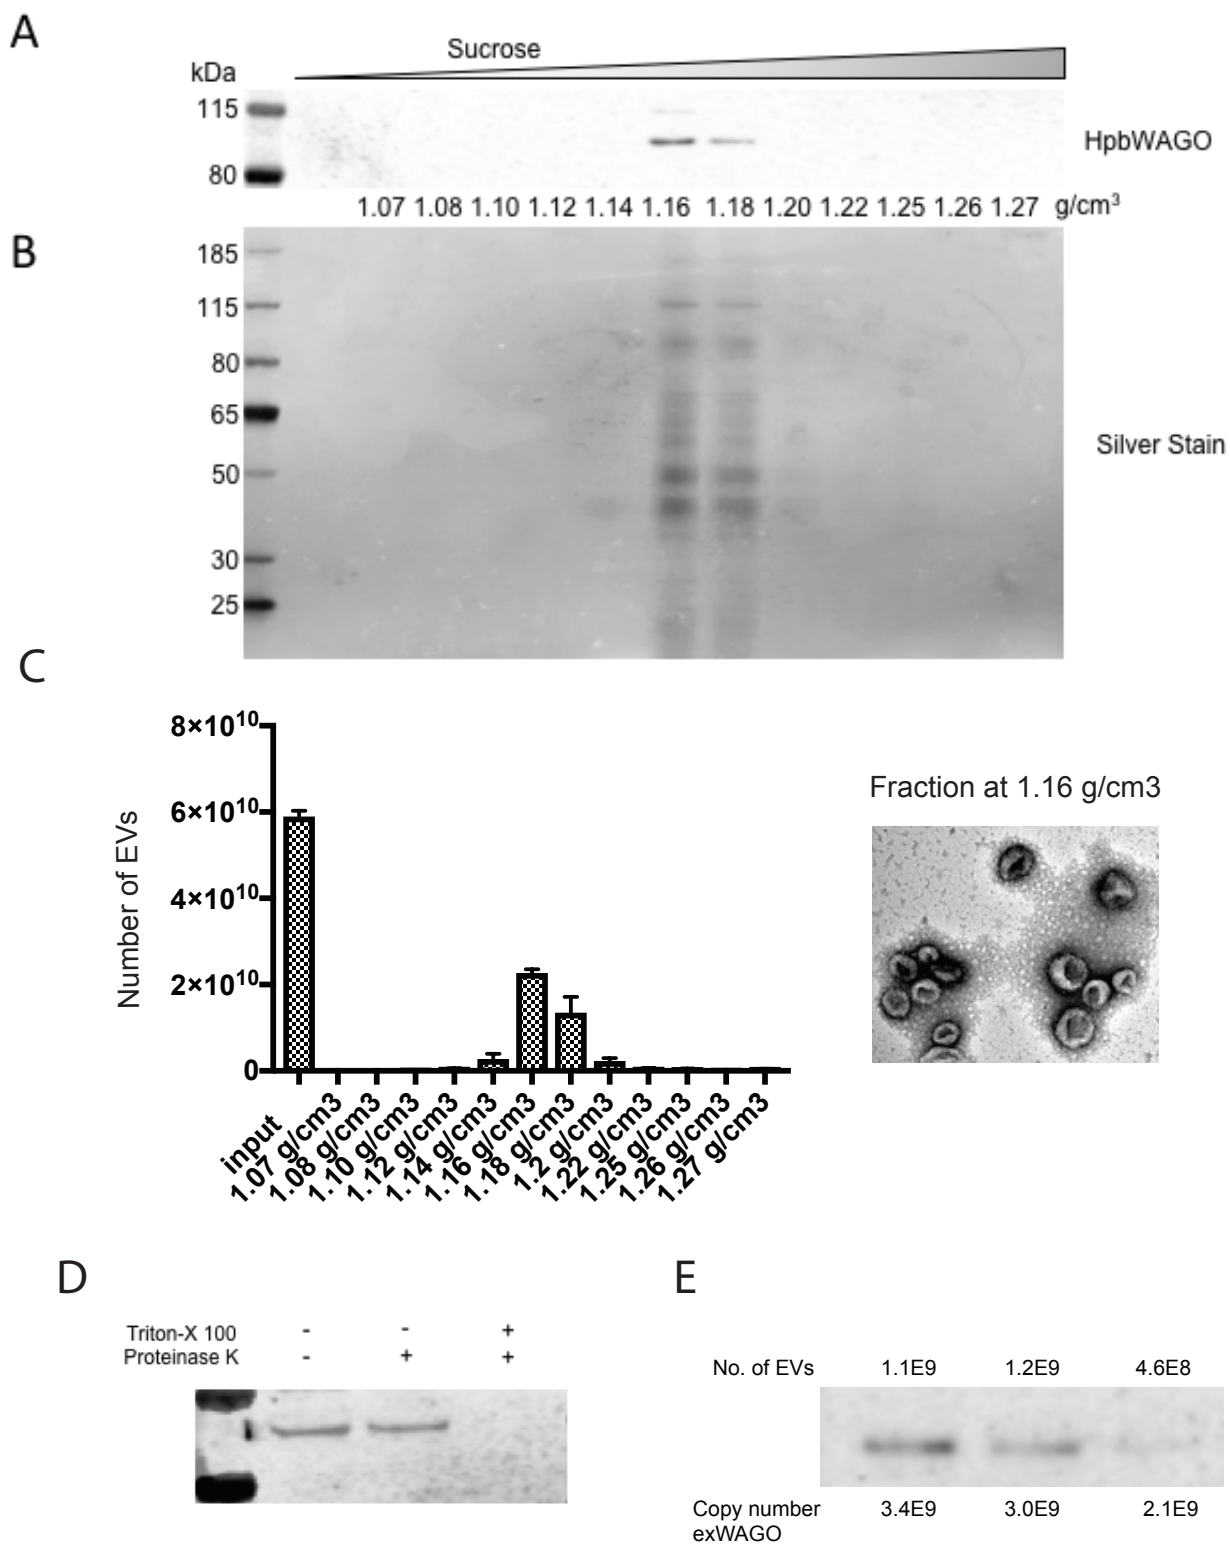 A
Sucrose
kDa
115
HpbWAGO
80
1.07 1.08 1.10 1.12 1.14 1.16 1.18 1.20 1.22 1.25 1.26 1.27 g/cm³
B
185
115
80
65
Silver Stain
50
30
25
C
8×10¹⁰
6×10¹⁰
4×10¹⁰
2×10¹⁰
0
Number of EVs
input
1.07 g/cm3
1.08 g/cm3
1.10 g/cm3
1.12 g/cm3
1.14 g/cm3
1.16 g/cm3
1.18 g/cm3
1.2 g/cm3
1.22 g/cm3
1.25 g/cm3
1.26 g/cm3
1.27 g/cm3
Fraction at 1.16 g/cm3
D
Triton-X 100 - - +
Proteinase K - + +
E
No. of EVs 1.1E9 1.2E9 4.6E8
Copy number 3.4E9 3.0E9 2.1E9
exWAGO